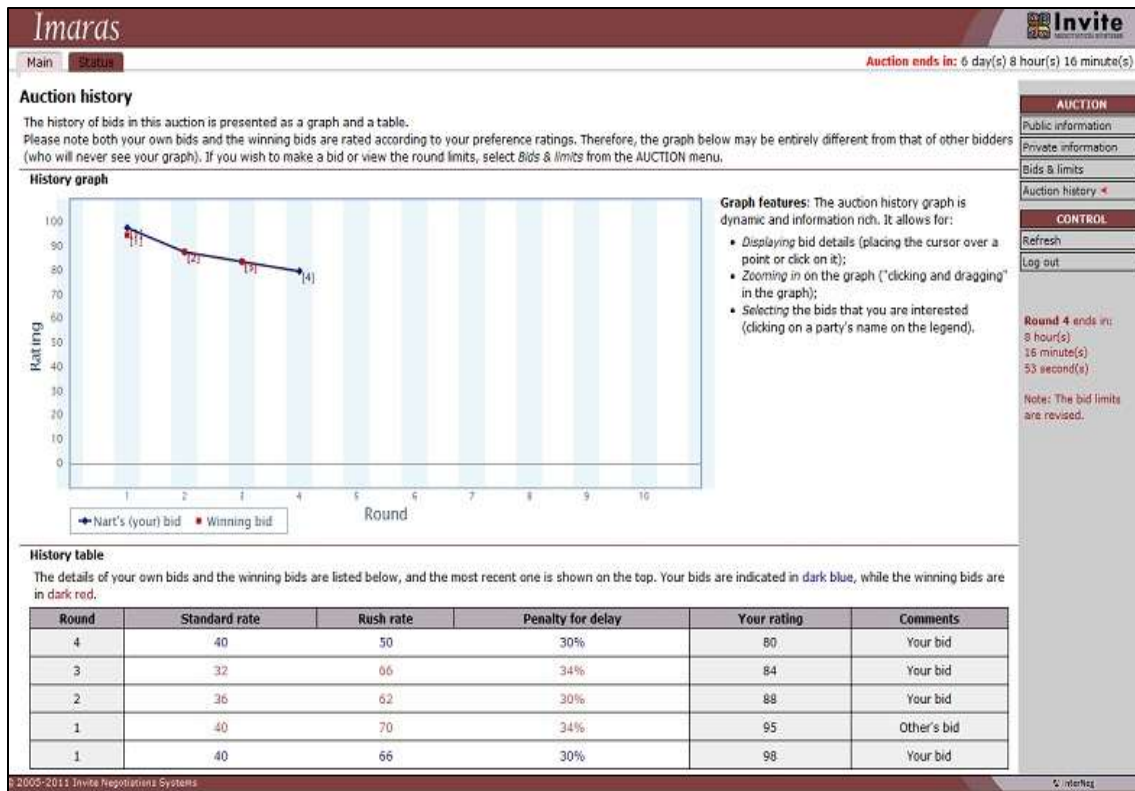 Imaras
Invite
NEGOTIATION SYSTEMS
Main Status
Auction ends in: 6 day(s) 8 hour(s) 16 minute(s)
Auction history
The history of bids in this auction is presented as a graph and a table.
Please note both your own bids and the winning bids are rated according to your preference ratings. Therefore, the graph below may be entirely different from that of other bidders
(who will never see your graph). If you wish to make a bid or view the round limits, select Bids & limits from the AUCTION menu.
History graph
100
90
80
70
60
50
40
30
20
10
0
Rating
[1]
[2]
[3]
[4]
1 2 3 4 5 6 7 8 9 10
Round
Nart's (your) bid Winning bid
Graph features: The auction history graph is
dynamic and information rich. It allows for:
• Displaying bid details (placing the cursor over a
point or click on it);
• Zooming in on the graph ("clicking and dragging"
in the graph);
• Selecting the bids that you are interested
(clicking on a party's name on the legend).
AUCTION
Public information
Private information
Bids & limits
Auction history
CONTROL
Refresh
Log out
Round 4 ends in:
8 hour(s)
16 minute(s)
53 second(s)
Note: The bid limits
are revised.
History table
The details of your own bids and the winning bids are listed below, and the most recent one is shown on the top. Your bids are indicated in dark blue, while the winning bids are
in dark red.
Round Standard rate Rush rate Penalty for delay Your rating Comments
4 40 50 30% 80 Your bid
3 32 66 34% 84 Your bid
2 36 62 30% 88 Your bid
1 40 70 34% 95 Other's bid
1 40 66 30% 98 Your bid
© 2005-2011 Invite Negotiations Systems
InterNeg